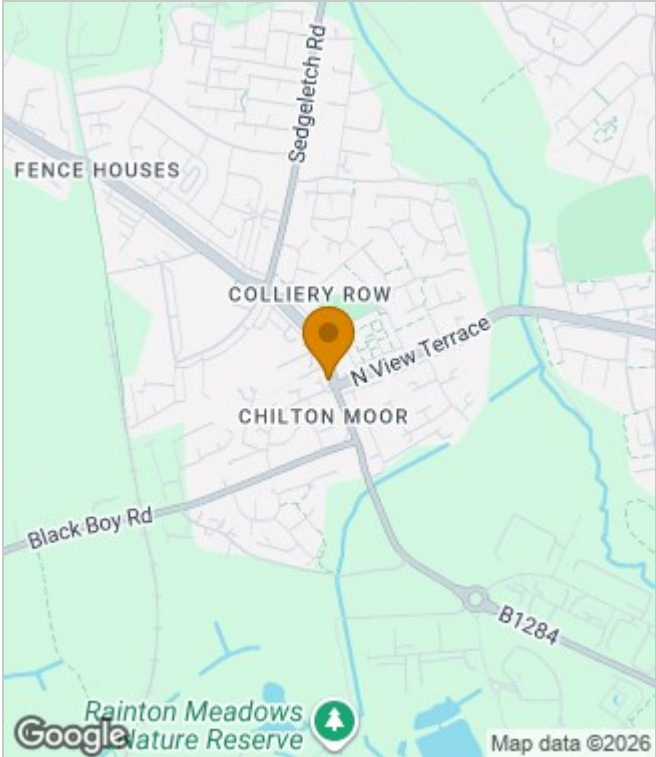 Sedgeletch Rd
FENCE HOUSES
COLLIERY ROW
N View Terrace
CHILTON MOOR
Black Boy Rd
B1284
Rainton Meadows
Nature Reserve
Google
Map data ©2026